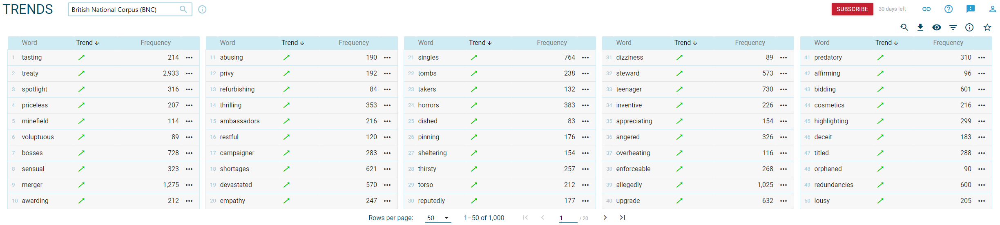 TRENDS
British National Corpus (BNC)
SUBSCRIBE
30 days left
Word Trend Frequency Word Trend Frequency Word Trend Frequency Word Trend Frequency Word Trend Frequency
1 tasting 214 11 abusing 190 21 singles 764 31 dizziness 89 41 predatory 310
2 treaty 2,933 12 privy 192 22 tombs 238 32 steward 573 42 affirming 96
3 spotlight 316 13 refurbishing 84 23 takers 132 33 teenager 730 43 bidding 601
4 priceless 207 14 thrilling 353 24 horrors 383 34 inventive 226 44 cosmetics 216
5 minefield 114 15 ambassadors 216 25 dished 83 35 appreciating 154 45 highlighting 299
6 voluptuous 89 16 restful 120 26 pinning 176 36 angered 326 46 deceit 183
7 bosses 728 17 campaigner 283 27 sheltering 154 37 overheating 116 47 titled 288
8 sensual 323 18 shortages 621 28 thirsty 257 38 enforceable 268 48 orphaned 90
9 merger 1,275 19 devastated 570 29 torso 212 39 allegedly 1,025 49 redundancies 600
10 awarding 212 20 empathy 247 30 reputedly 177 40 upgrade 632 50 lousy 205
Rows per page: 50 1–50 of 1,000 1 / 20